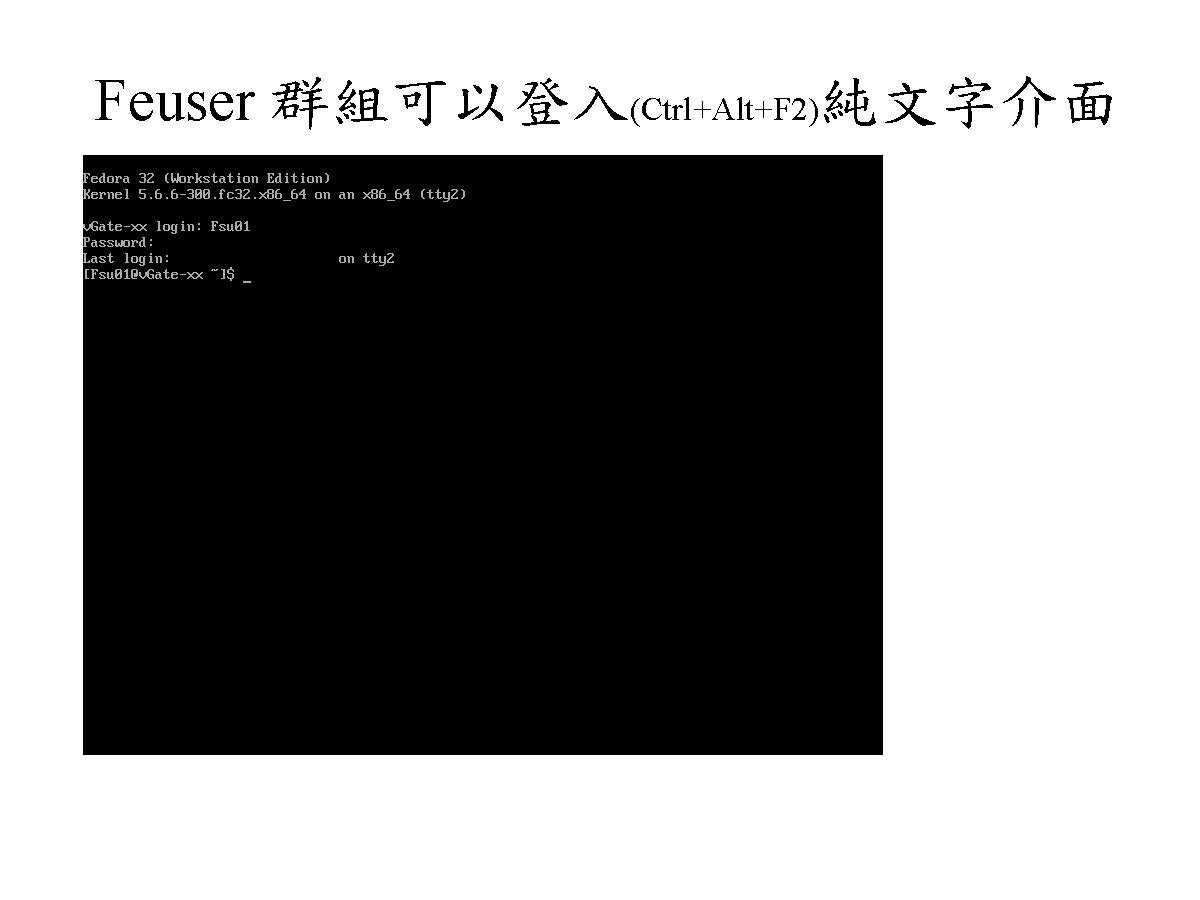 Feuser 群組可以登入(Ctrl+Alt+F2)純文字介面
Fedora 32 (Workstation Edition)
Kernel 5.6.6-300.fc32.x86_64 on an x86_64 (tty2)
vGate-xx login: Fsu01
Password:
Last login: on tty2
[Fsu01@vGate-xx ~]$ _